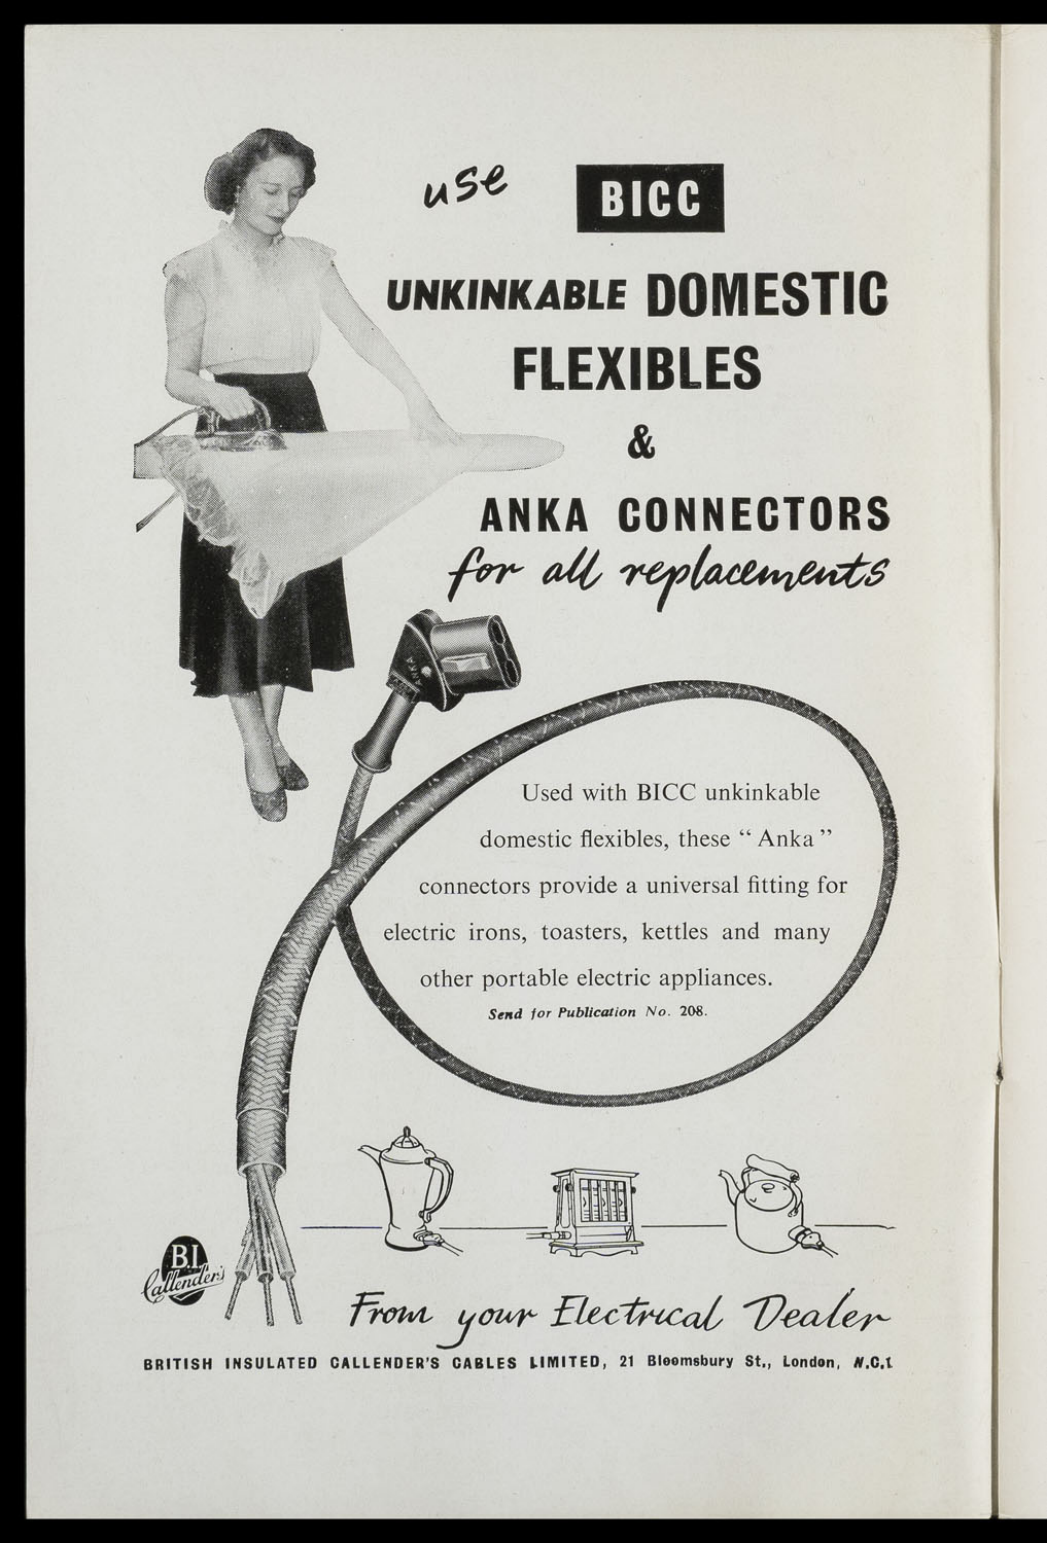 use BICC
UNKINKABLE DOMESTIC
FLEXIBLES
&
ANKA CONNECTORS
for all replacements
ANKA
Used with BICC unkinkable
domestic flexibles, these “Anka”
connectors provide a universal fitting for
electric irons, toasters, kettles and many
other portable electric appliances.
Send for Publication No. 208.
B.I.
Callender's
From your Electrical Dealer
BRITISH INSULATED CALLENDER'S CABLES LIMITED, 21 Bloomsbury St., London, W.C.1